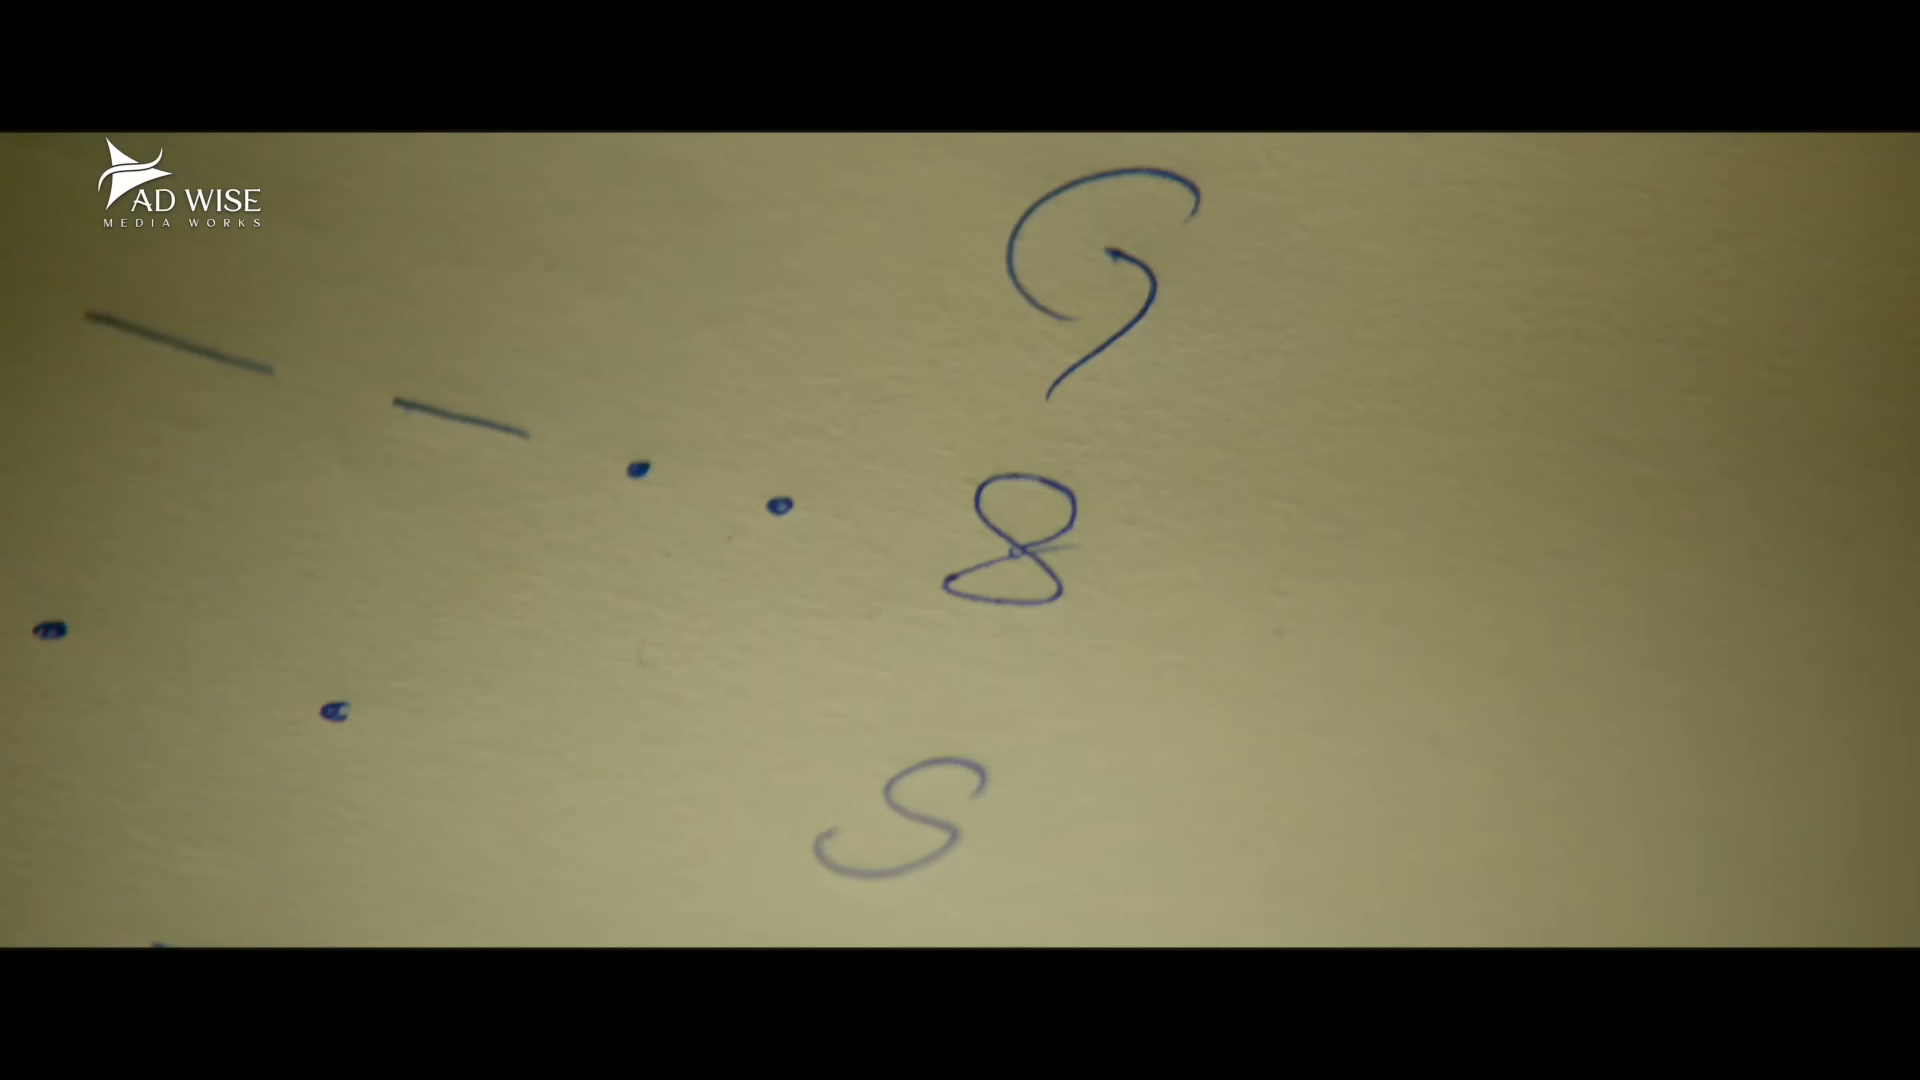 AD WISE
MEDIA WORKS
G
— — • • 8
• • S